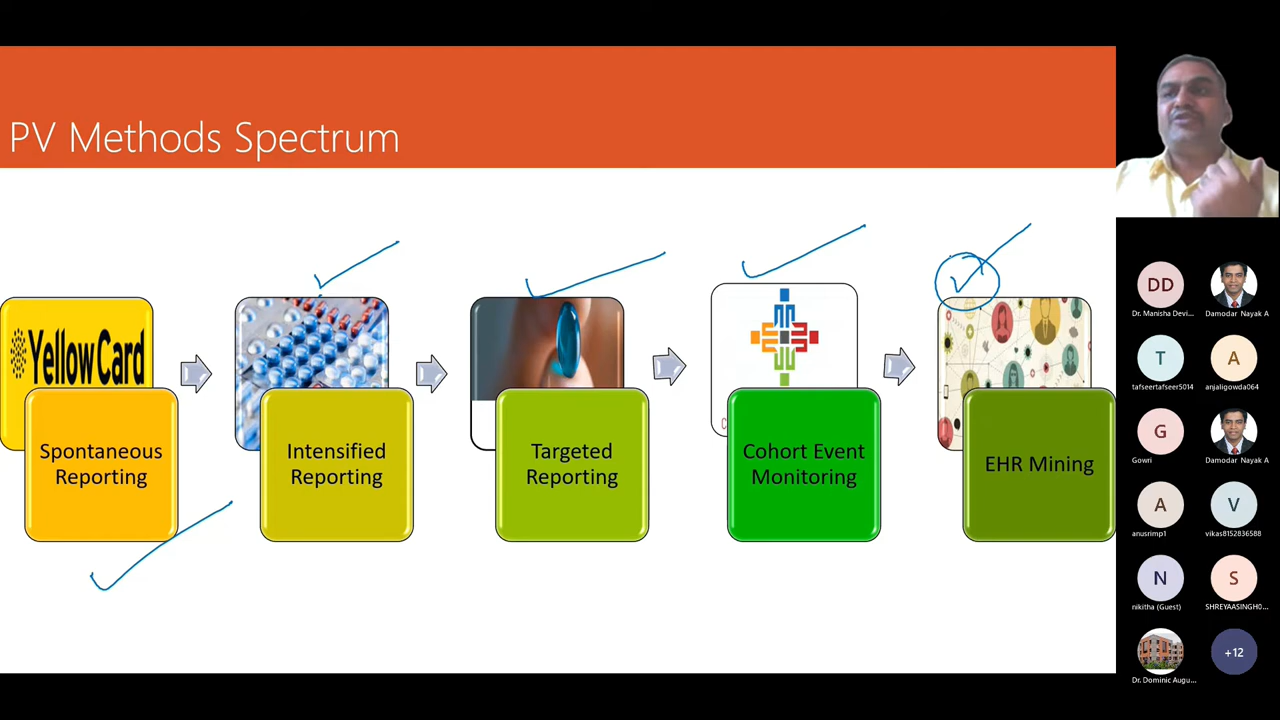 PV Methods Spectrum
YellowCard
Spontaneous
Reporting
Intensified
Reporting
Targeted
Reporting
Cohort Event
Monitoring
EHR Mining
DD
Dr. Manisha Devi...
Damodar Nayak A
T
tafseertafseer5014
A
anjaligowda064
G
Gowri
Damodar Nayak A
A
anusrimp1
V
vikas8152836588
N
nikitha (Guest)
S
SHREYAASINGH0...
Dr. Dominic Augu...
+12